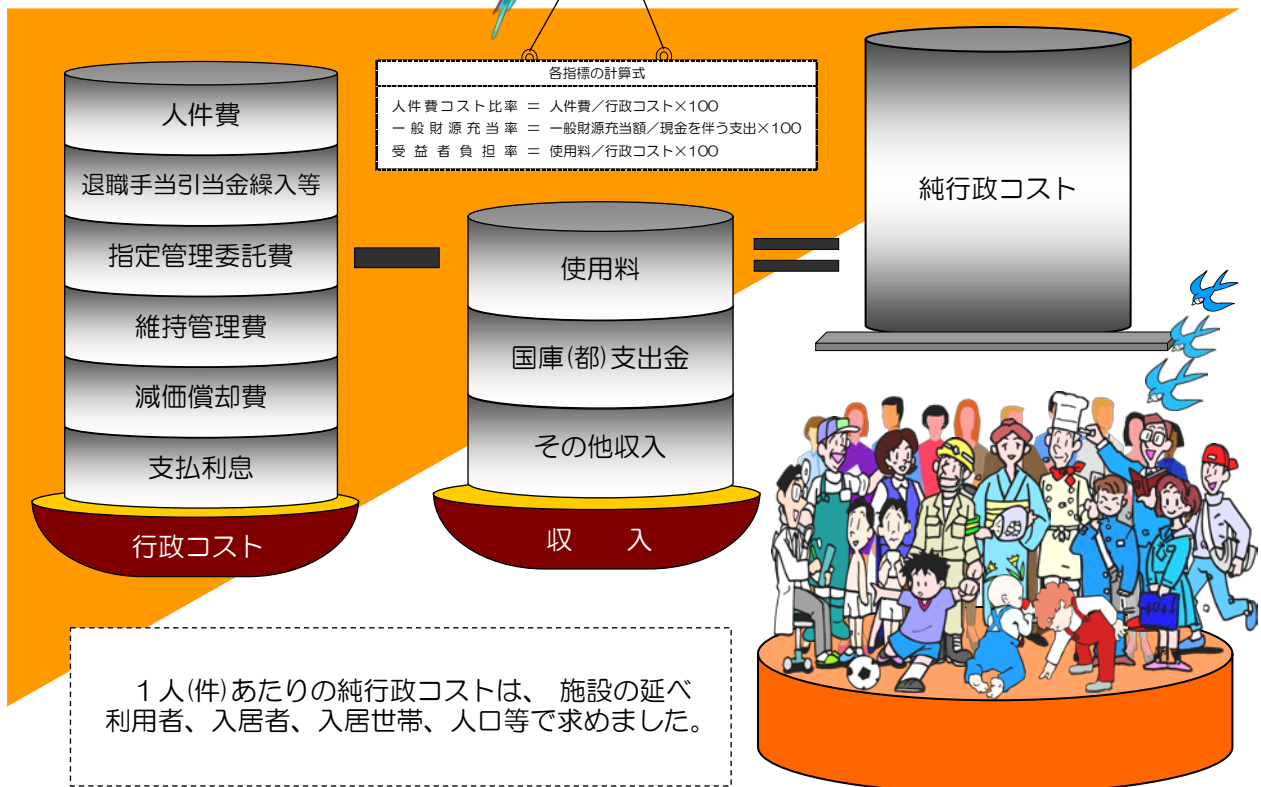 各指標の計算式
人件費コスト比率 ＝ 人件費／行政コスト×100
一般財源充当率 ＝ 一般財源充当額／現金を伴う支出×100
受益者負担率 ＝ 使用料／行政コスト×100
人件費
退職手当引当金繰入等
指定管理委託費
維持管理費
減価償却費
支払利息
行政コスト
使用料
国庫(都)支出金
その他収入
収　入
純行政コスト
１人(件)あたりの純行政コストは、 施設の延べ
利用者、入居者、入居世帯、人口等で求めました。